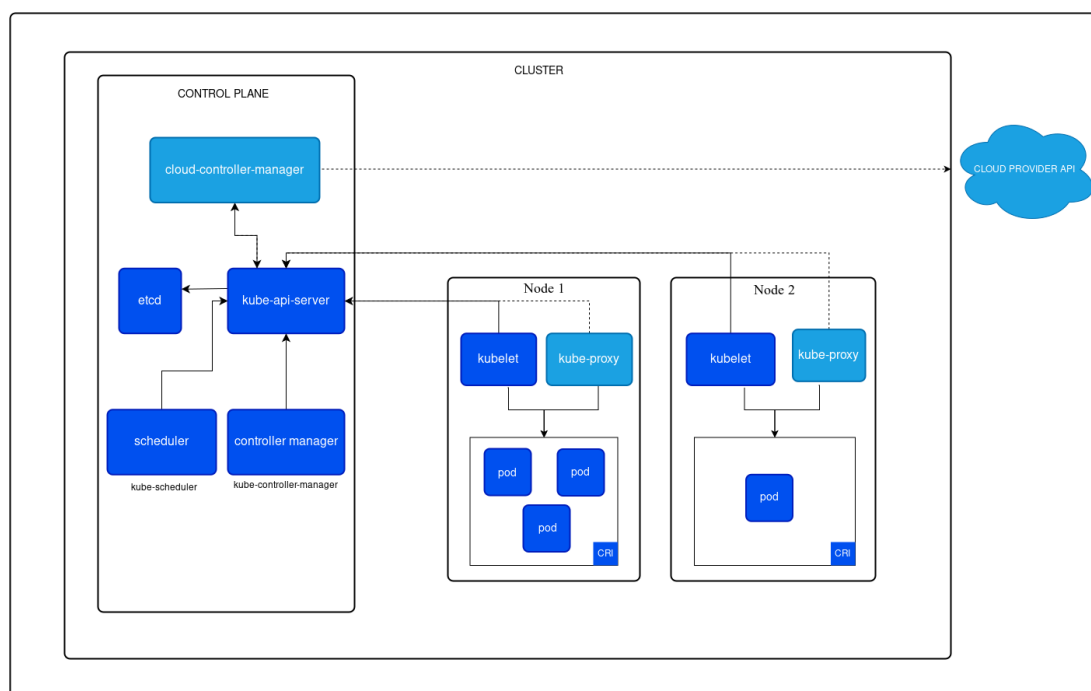 CLUSTER
CONTROL PLANE
cloud-controller-manager
CLOUD PROVIDER API
etcd
kube-api-server
scheduler
kube-scheduler
controller manager
kube-controller-manager
Node 1
kubelet
kube-proxy
pod
pod
pod
CRI
Node 2
kubelet
kube-proxy
pod
CRI